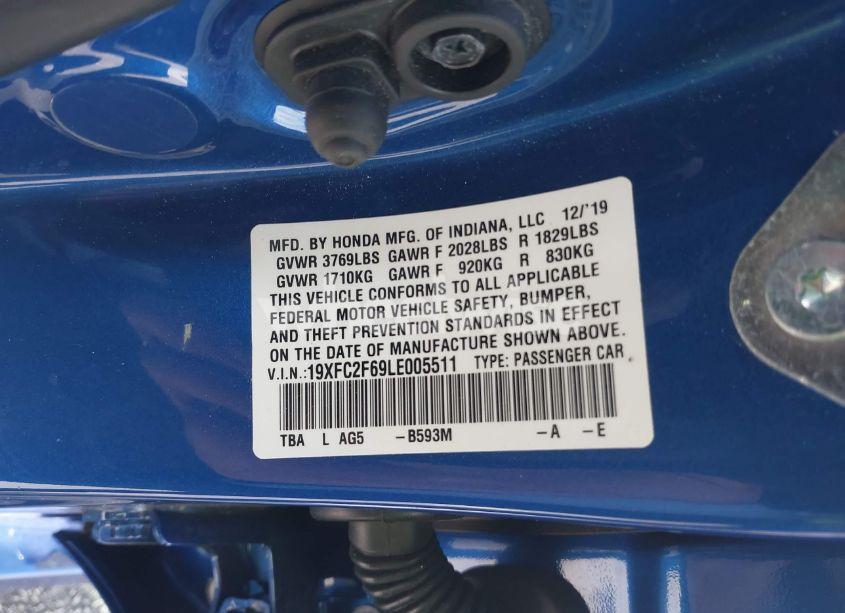 MFD. BY HONDA MFG. OF INDIANA, LLC 12/'19
GVWR 3769LBS GAWR F 2028LBS R 1829LBS
GVWR 1710KG GAWR F 920KG R 830KG
THIS VEHICLE CONFORMS TO ALL APPLICABLE
FEDERAL MOTOR VEHICLE SAFETY, BUMPER,
AND THEFT PREVENTION STANDARDS IN EFFECT
ON THE DATE OF MANUFACTURE SHOWN ABOVE.
V.I.N.:19XFC2F69LE005511 TYPE: PASSENGER CAR
TBA L AG5 -B593M -A -E